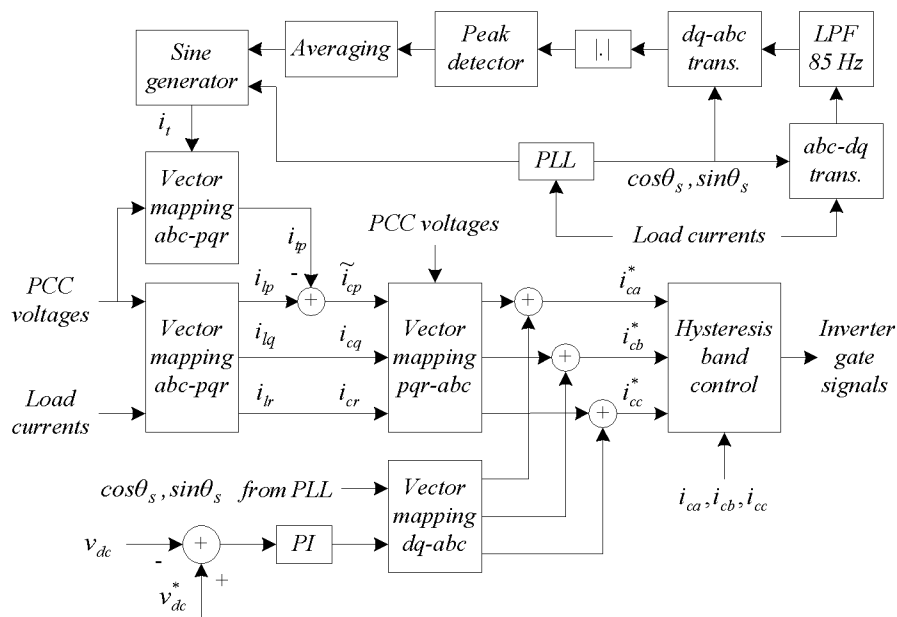 Sine
generator
Averaging
Peak
detector
|.|
dq-abc
trans.
LPF
85 Hz
i_t
PLL
cosθ_s, sinθ_s
abc-dq
trans.
Vector
mapping
abc-pqr
i_tp
PCC voltages
Load currents
PCC
voltages
i_lp
-
+
ĩ_cp
i_lq
i_cq
i_lr
i_cr
Vector
mapping
abc-pqr
Vector
mapping
pqr-abc
+
+
+
i*_ca
i*_cb
i*_cc
Hysteresis
band
control
Inverter
gate
signals
Load
currents
i_ca, i_cb, i_cc
cosθ_s, sinθ_s from PLL
Vector
mapping
dq-abc
v_dc
-
+
PI
+
v*_dc